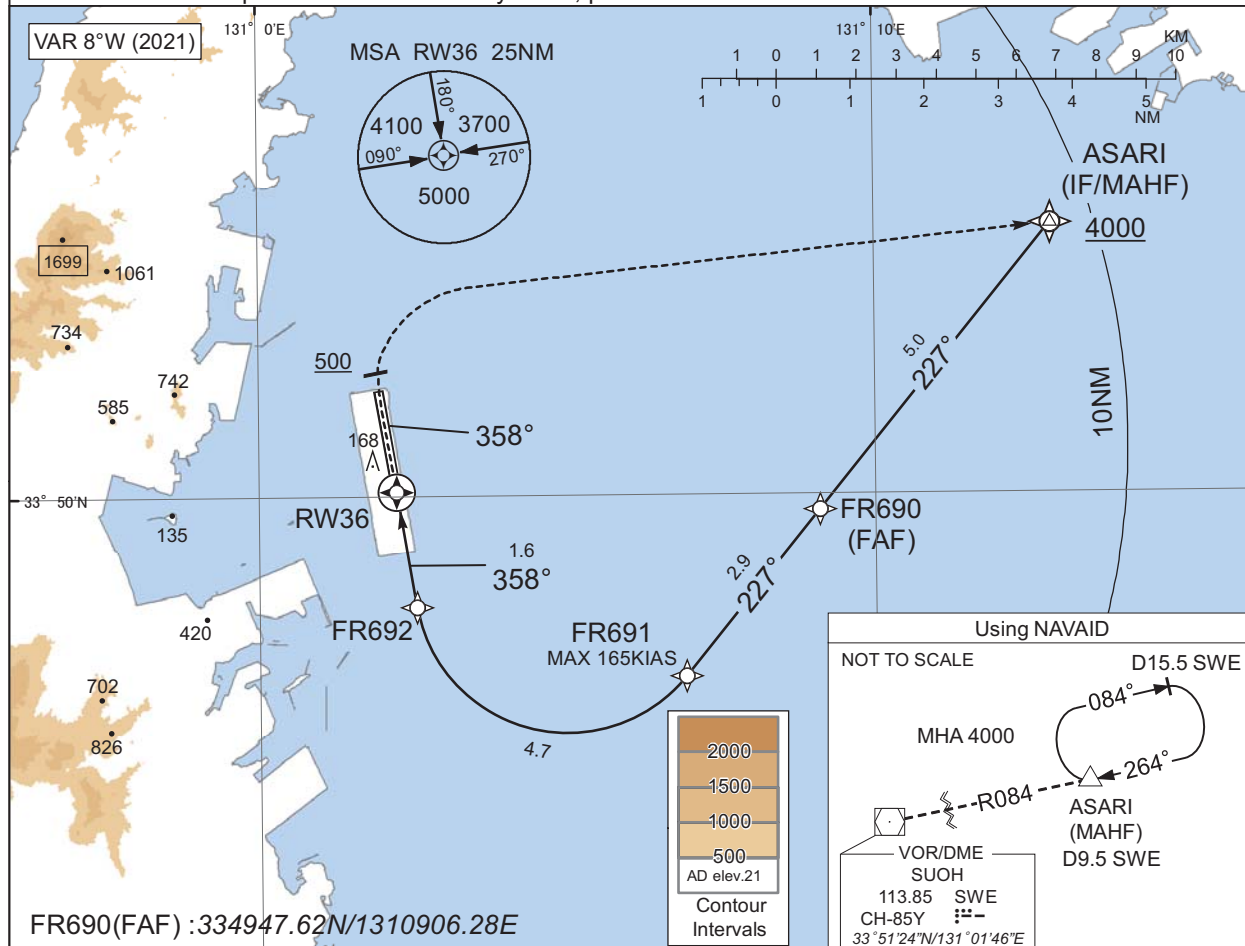 VAR 8°W (2021)
131° 0'E
131° 10'E
MSA RW36 25NM
180°
4100
3700
090°
270°
5000
KM
1 0 1 2 3 4 5 6 7 8 9 10
1 0 1 2 3 4 5
NM
ASARI
(IF/MAHF)
4000
1699
1061
734
742
585
500
358°
168
5.0
227°
10NM
33° 50'N
RW36
135
FR690
(FAF)
1.6
358°
2.9
227°
FR692
420
FR691
MAX 165KIAS
702
826
4.7
2000
1500
1000
500
AD elev.21
Contour
Intervals
Using NAVAID
NOT TO SCALE
D15.5 SWE
084°
MHA 4000
264°
R084
ASARI
(MAHF)
D9.5 SWE
VOR/DME
SUOH
113.85 SWE
CH-85Y
33°51'24"N/131°01'46"E
FR690(FAF) :334947.62N/1310906.28E